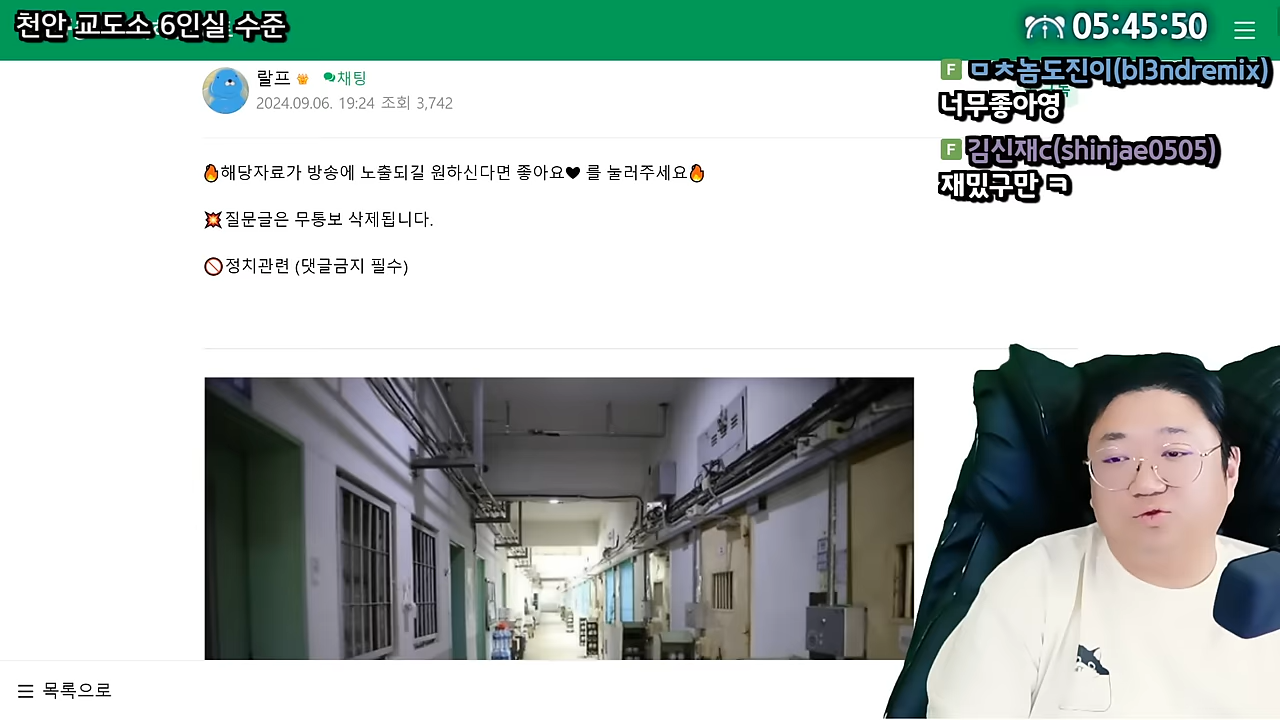 천안 교도소 6인실 수준
05:45:50
랄프
채팅
2024.09.06. 19:24 조회 3,742
F ㅁㅊ놈도진이(bl3ndremix)
너무좋아영
F 김신재c(shinjae0505)
재밌구만 ㅋ
🔥해당자료가 방송에 노출되길 원하신다면 좋아요♥ 를 눌러주세요🔥
💥질문글은 무통보 삭제됩니다.
🚫정치관련 (댓글금지 필수)
목록으로